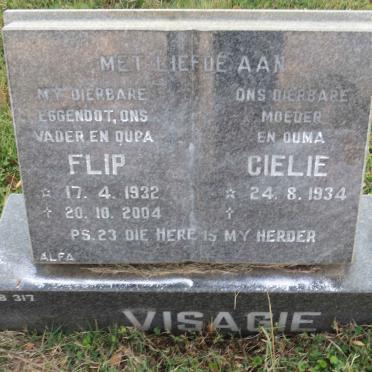 MET LIEFDE AAN
MY DIERBARE
EGGENOOT, ONS
VADER EN OUPA
FLIP
☆ 17. 4. 1932
✝ 20. 10. 2004
ONS DIERBARE
MOEDER
EN OUMA
CIELIE
☆ 24. 8. 1934
✝
PS. 23 DIE HERE IS MY HERDER
ALFA
B 317
VISAGIE